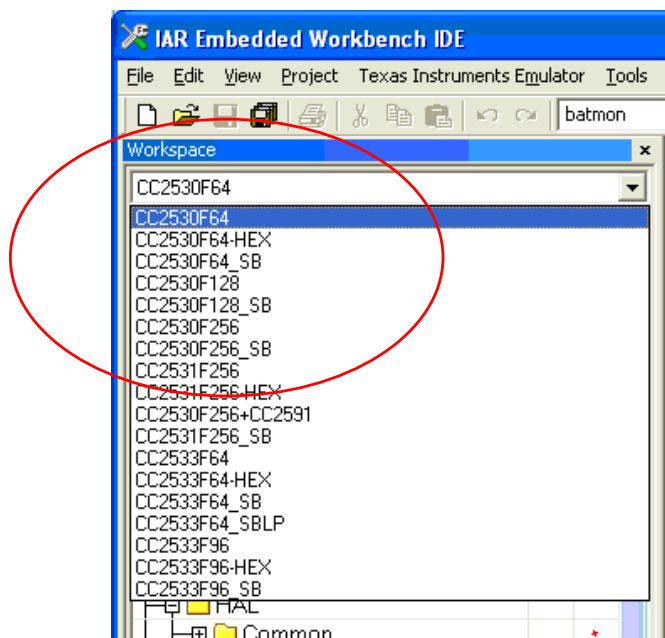 IAR Embedded Workbench IDE
File Edit View Project Texas Instruments Emulator Tools
batmon
Workspace
CC2530F64
CC2530F64
CC2530F64-HEX
CC2530F64_SB
CC2530F128
CC2530F128_SB
CC2530F256
CC2530F256_SB
CC2531F256
CC2531F256-HEX
CC2530F256+CC2591
CC2531F256_SB
CC2533F64
CC2533F64-HEX
CC2533F64_SB
CC2533F64_SBLP
CC2533F96
CC2533F96-HEX
CC2533F96_SB
HAL
Common